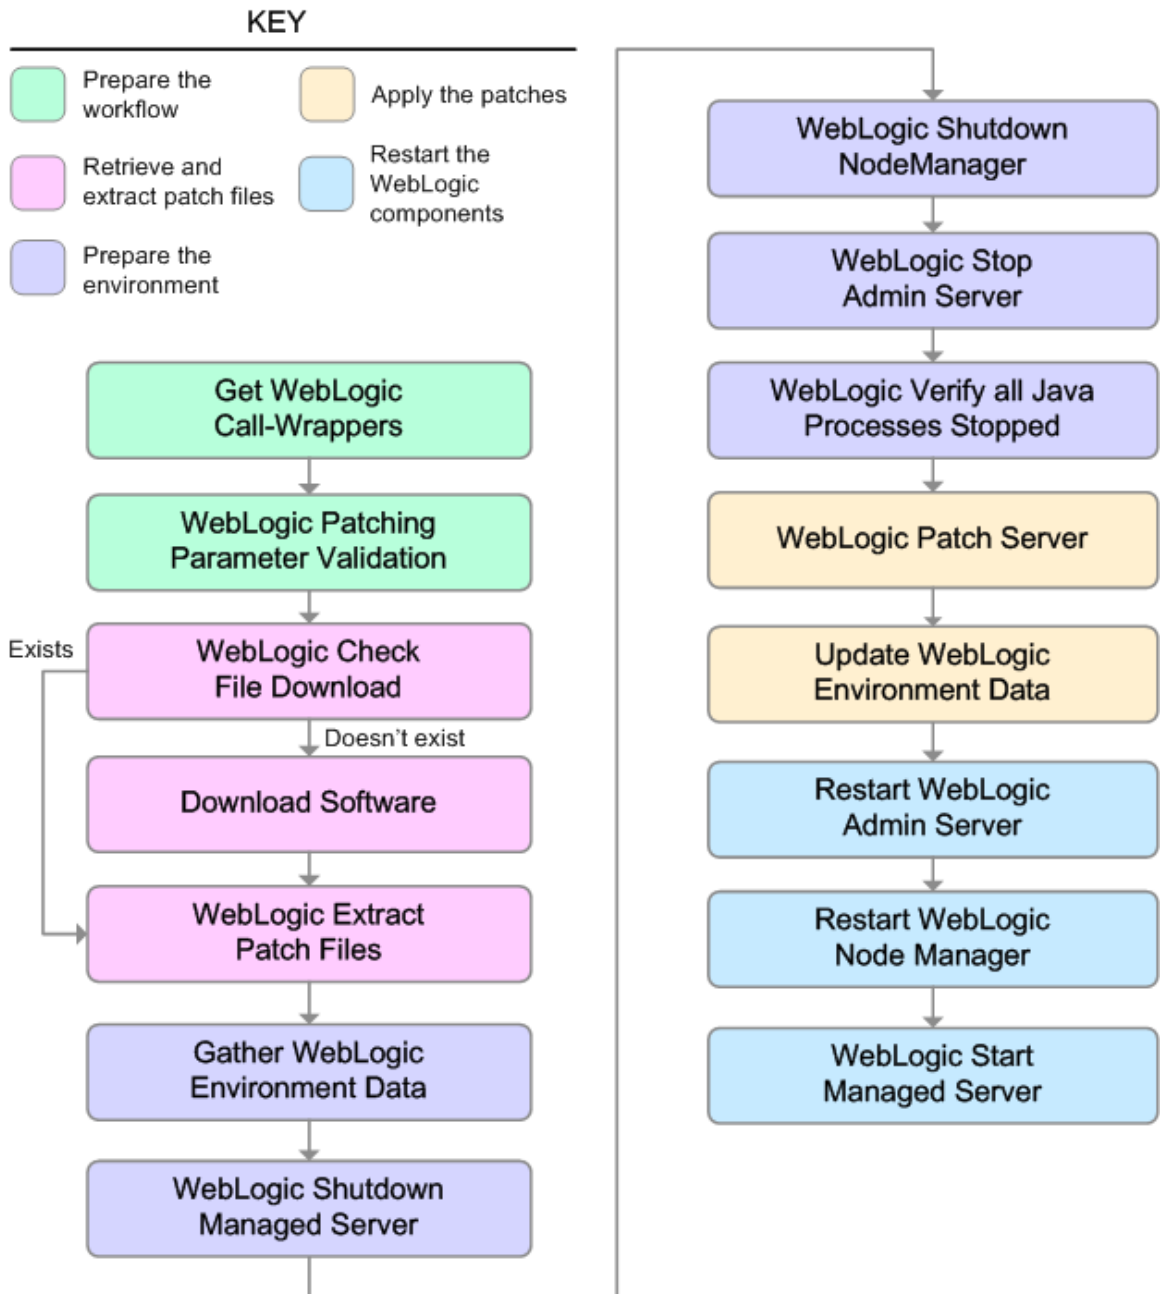 KEY
Prepare the
workflow
Apply the patches
Retrieve and
extract patch files
Restart the
WebLogic
components
Prepare the
environment
Get WebLogic
Call-Wrappers
WebLogic Patching
Parameter Validation
Exists
WebLogic Check
File Download
Doesn't exist
Download Software
WebLogic Extract
Patch Files
Gather WebLogic
Environment Data
WebLogic Shutdown
Managed Server
WebLogic Shutdown
NodeManager
WebLogic Stop
Admin Server
WebLogic Verify all Java
Processes Stopped
WebLogic Patch Server
Update WebLogic
Environment Data
Restart WebLogic
Admin Server
Restart WebLogic
Node Manager
WebLogic Start
Managed Server